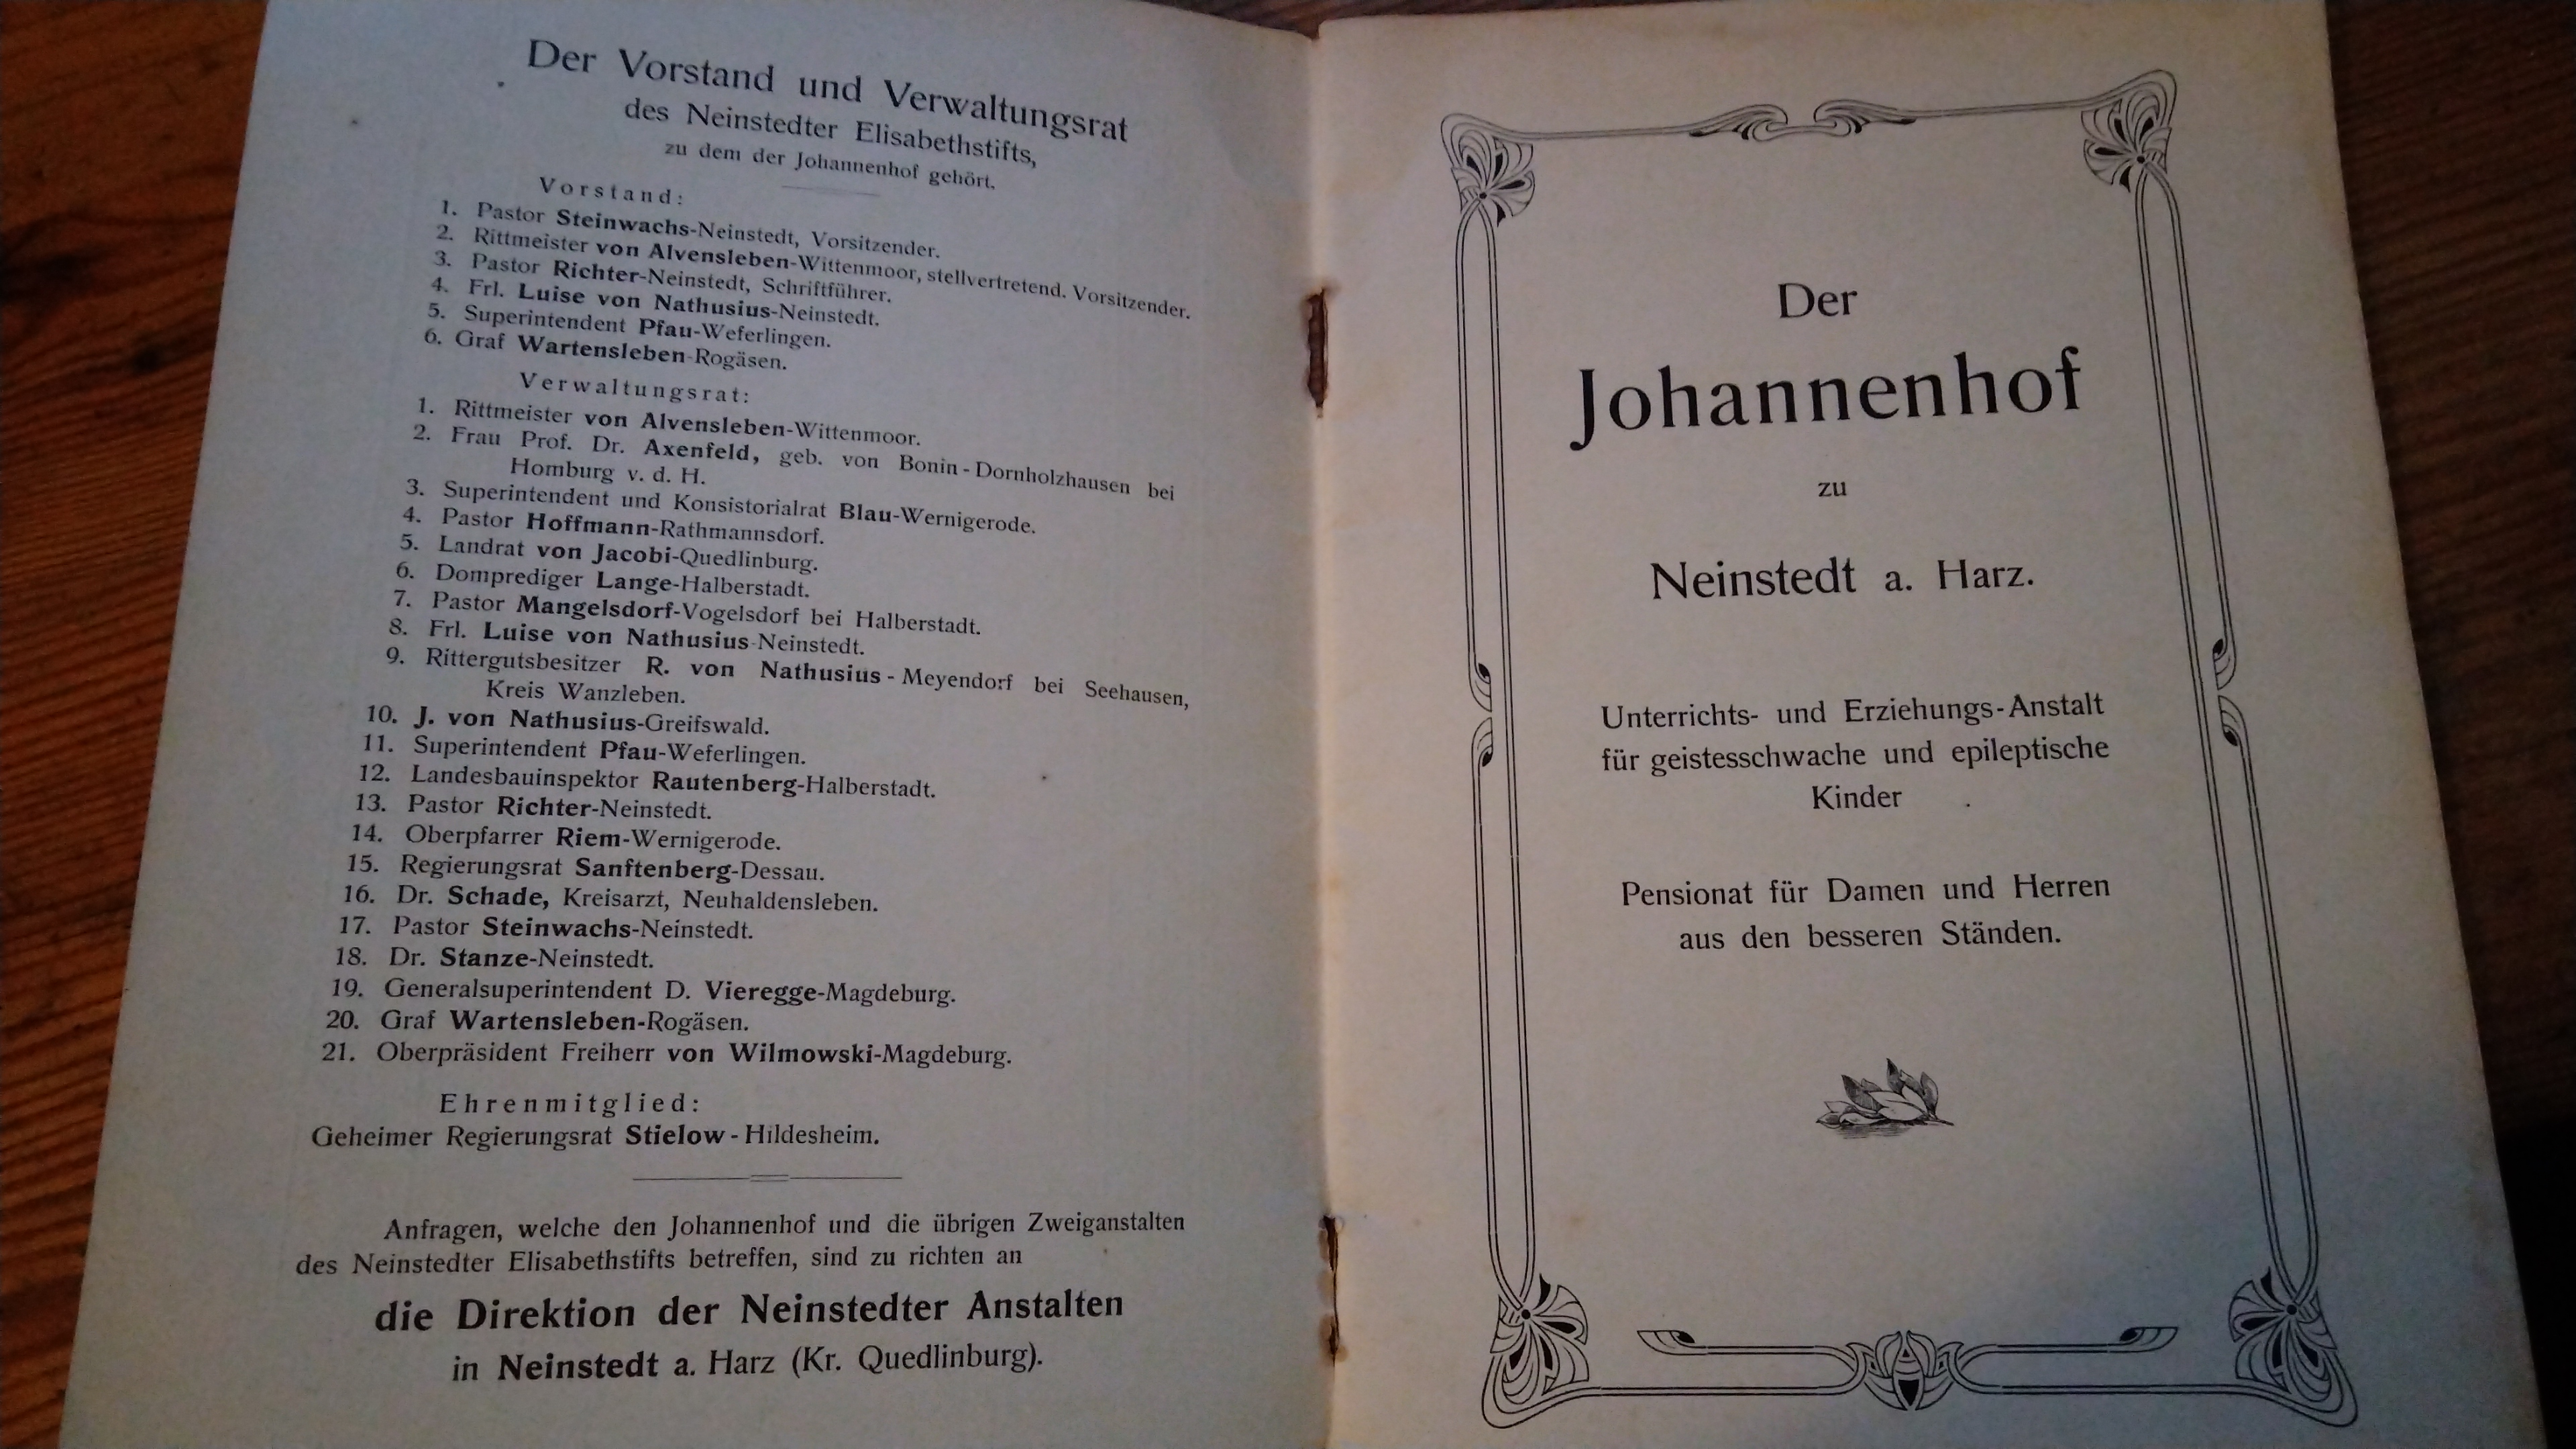 Der Vorstand und Verwaltungsrat
des Neinstedter Elisabethstifts,
zu dem der Johannenhof gehört.
Vorstand:
1. Pastor Steinwachs-Neinstedt, Vorsitzender.
2. Rittmeister von Alvensleben-Wittenmoor, stellvertretend. Vorsitzender.
3. Pastor Richter-Neinstedt, Schriftführer.
4. Frl. Luise von Nathusius-Neinstedt.
5. Superintendent Pfau-Weferlingen.
6. Graf Wartensleben-Rogäsen.
Verwaltungsrat:
1. Rittmeister von Alvensleben-Wittenmoor.
2. Frau Prof. Dr. Axenfeld, geb. von Bonin-Dornholzhausen bei
Homburg v. d. H.
3. Superintendent und Konsistorialrat Blau-Wernigerode.
4. Pastor Hoffmann-Rathmannsdorf.
5. Landrat von Jacobi-Quedlinburg.
6. Domprediger Lange-Halberstadt.
7. Pastor Mangelsdorf-Vogelsdorf bei Halberstadt.
8. Frl. Luise von Nathusius-Neinstedt.
9. Rittergutsbesitzer R. von Nathusius-Meyendorf bei Seehausen,
Kreis Wanzleben.
10. J. von Nathusius-Greifswald.
11. Superintendent Pfau-Weferlingen.
12. Landesbauinspektor Rautenberg-Halberstadt.
13. Pastor Richter-Neinstedt.
14. Oberpfarrer Riem-Wernigerode.
15. Regierungsrat Sanftenberg-Dessau.
16. Dr. Schade, Kreisarzt, Neuhaldensleben.
17. Pastor Steinwachs-Neinstedt.
18. Dr. Stanze-Neinstedt.
19. Generalsuperintendent D. Vieregge-Magdeburg.
20. Graf Wartensleben-Rogäsen.
21. Oberpräsident Freiherr von Wilmowski-Magdeburg.
Ehrenmitglied:
Geheimer Regierungsrat Stielow-Hildesheim.
Anfragen, welche den Johannenhof und die übrigen Zweiganstalten
des Neinstedter Elisabethstifts betreffen, sind zu richten an
die Direktion der Neinstedter Anstalten
in Neinstedt a. Harz (Kr. Quedlinburg).
Der
Johannenhof
zu
Neinstedt a. Harz.
Unterrichts- und Erziehungs-Anstalt
für geistesschwache und epileptische
Kinder
Pensionat für Damen und Herren
aus den besseren Ständen.